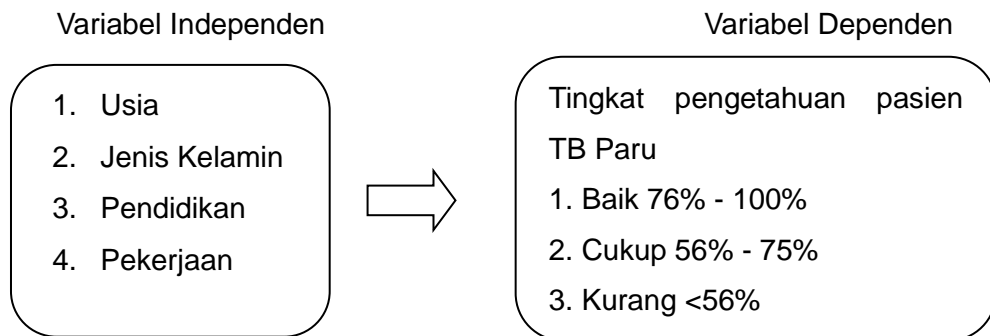 Variabel Independen
Variabel Dependen
1. Usia
2. Jenis Kelamin
3. Pendidikan
4. Pekerjaan
Tingkat pengetahuan pasien
TB Paru
1. Baik 76% - 100%
2. Cukup 56% - 75%
3. Kurang <56%